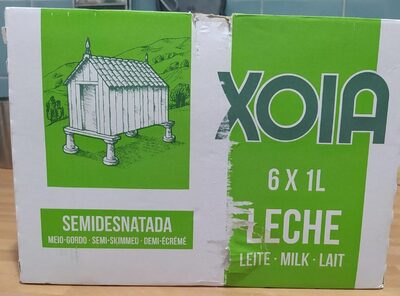 XOIA
6 X 1L
LECHE
LEITE · MILK · LAIT
SEMIDESNATADA
MEIO-GORDO · SEMI-SKIMMED · DEMI-ÉCRÉMÉ